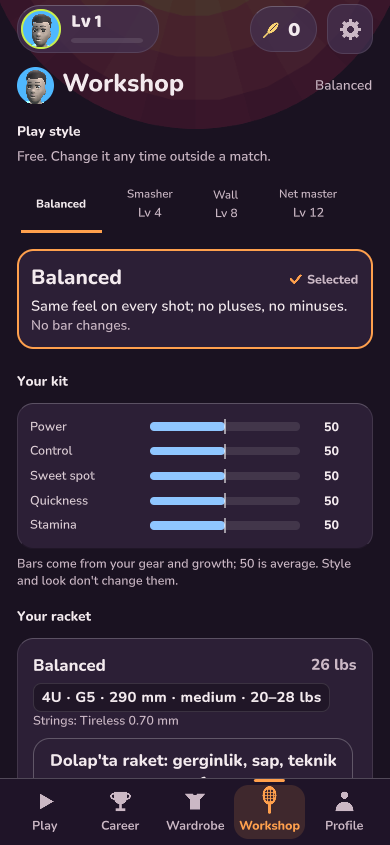 Lv 1
0
Workshop
Balanced
Play style
Free. Change it any time outside a match.
Balanced
Smasher
Lv 4
Wall
Lv 8
Net master
Lv 12
Balanced
Selected
Same feel on every shot; no pluses, no minuses.
No bar changes.
Your kit
Power 50
Control 50
Sweet spot 50
Quickness 50
Stamina 50
Bars come from your gear and growth; 50 is average. Style
and look don't change them.
Your racket
Balanced 26 lbs
4U · G5 · 290 mm · medium · 20–28 lbs
Strings: Tireless 0.70 mm
Dolap'ta raket: gerginlik, sap, teknik
Play
Career
Wardrobe
Workshop
Profile